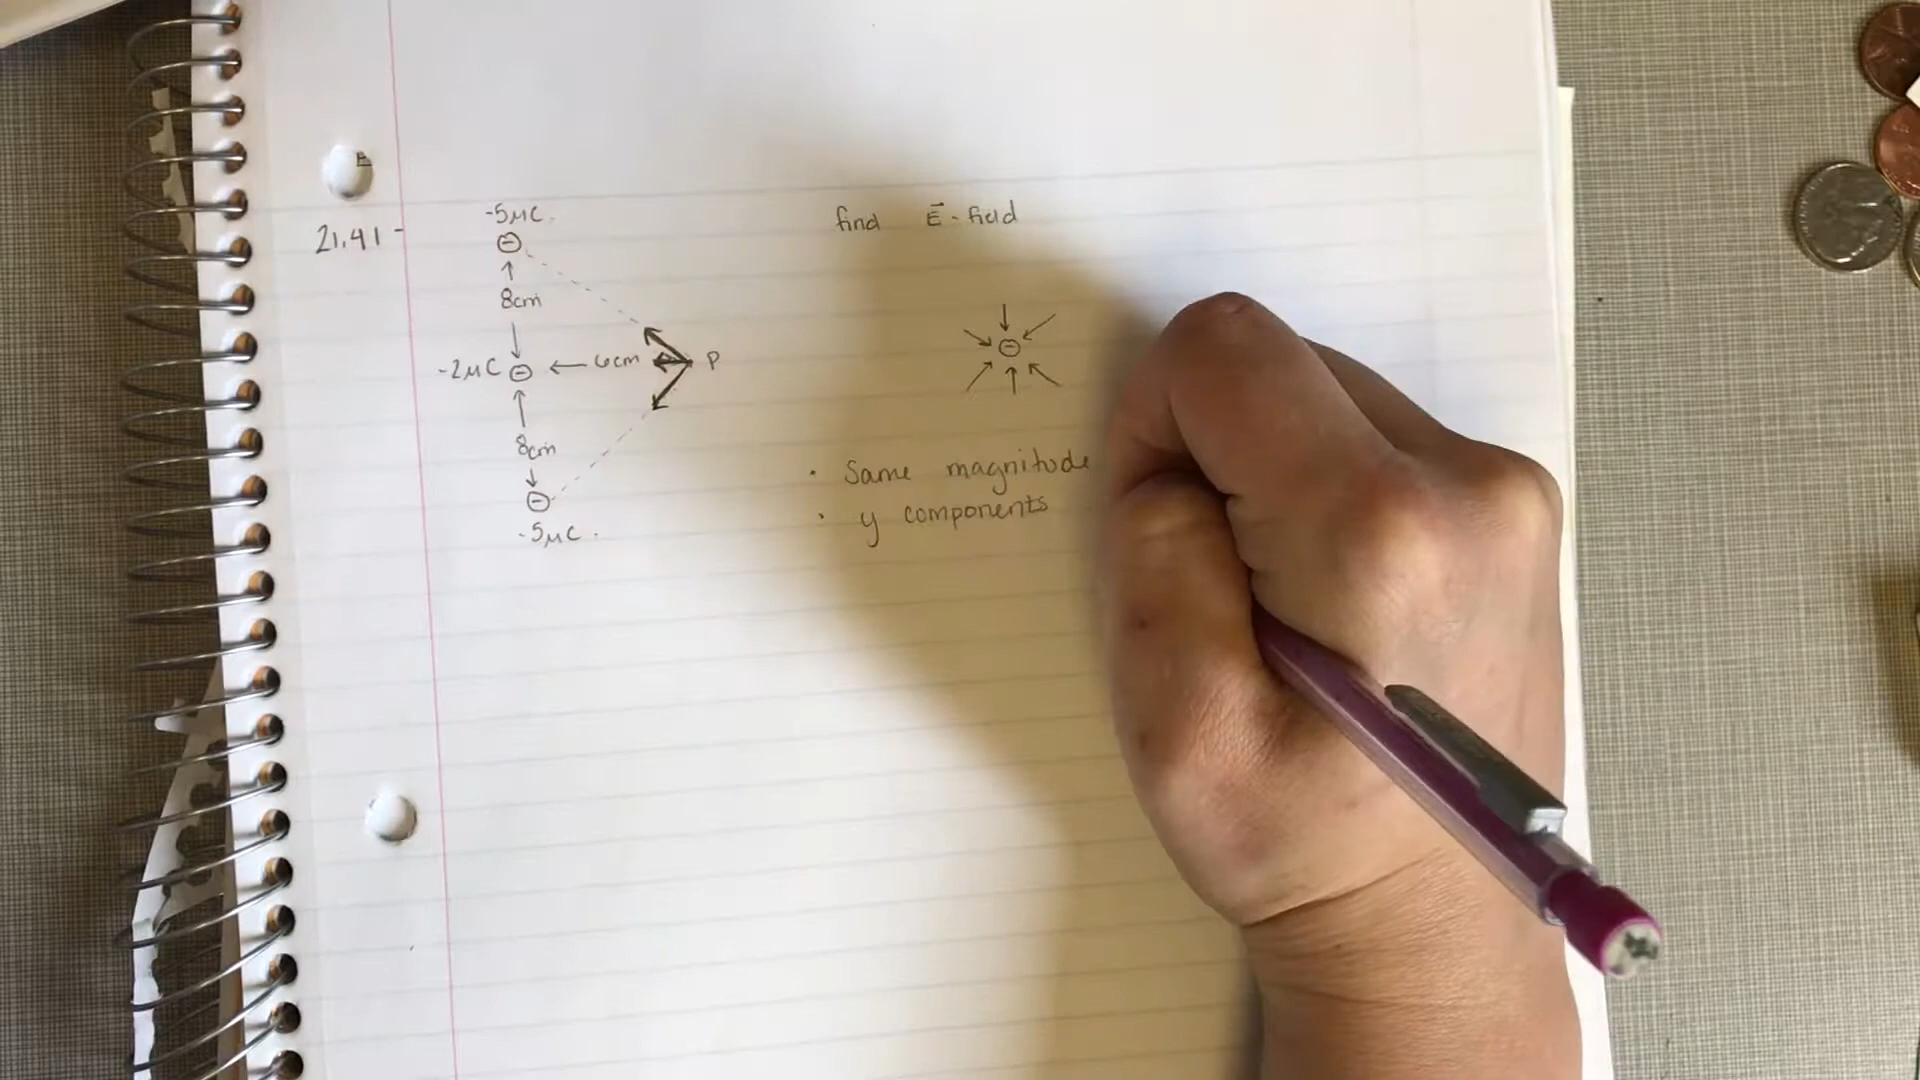 21.41 -
-5μC.
8cm
-2μC ← 6cm P
8cm
-5μC.
find E⃗ - field
· Same magnitude
· y components